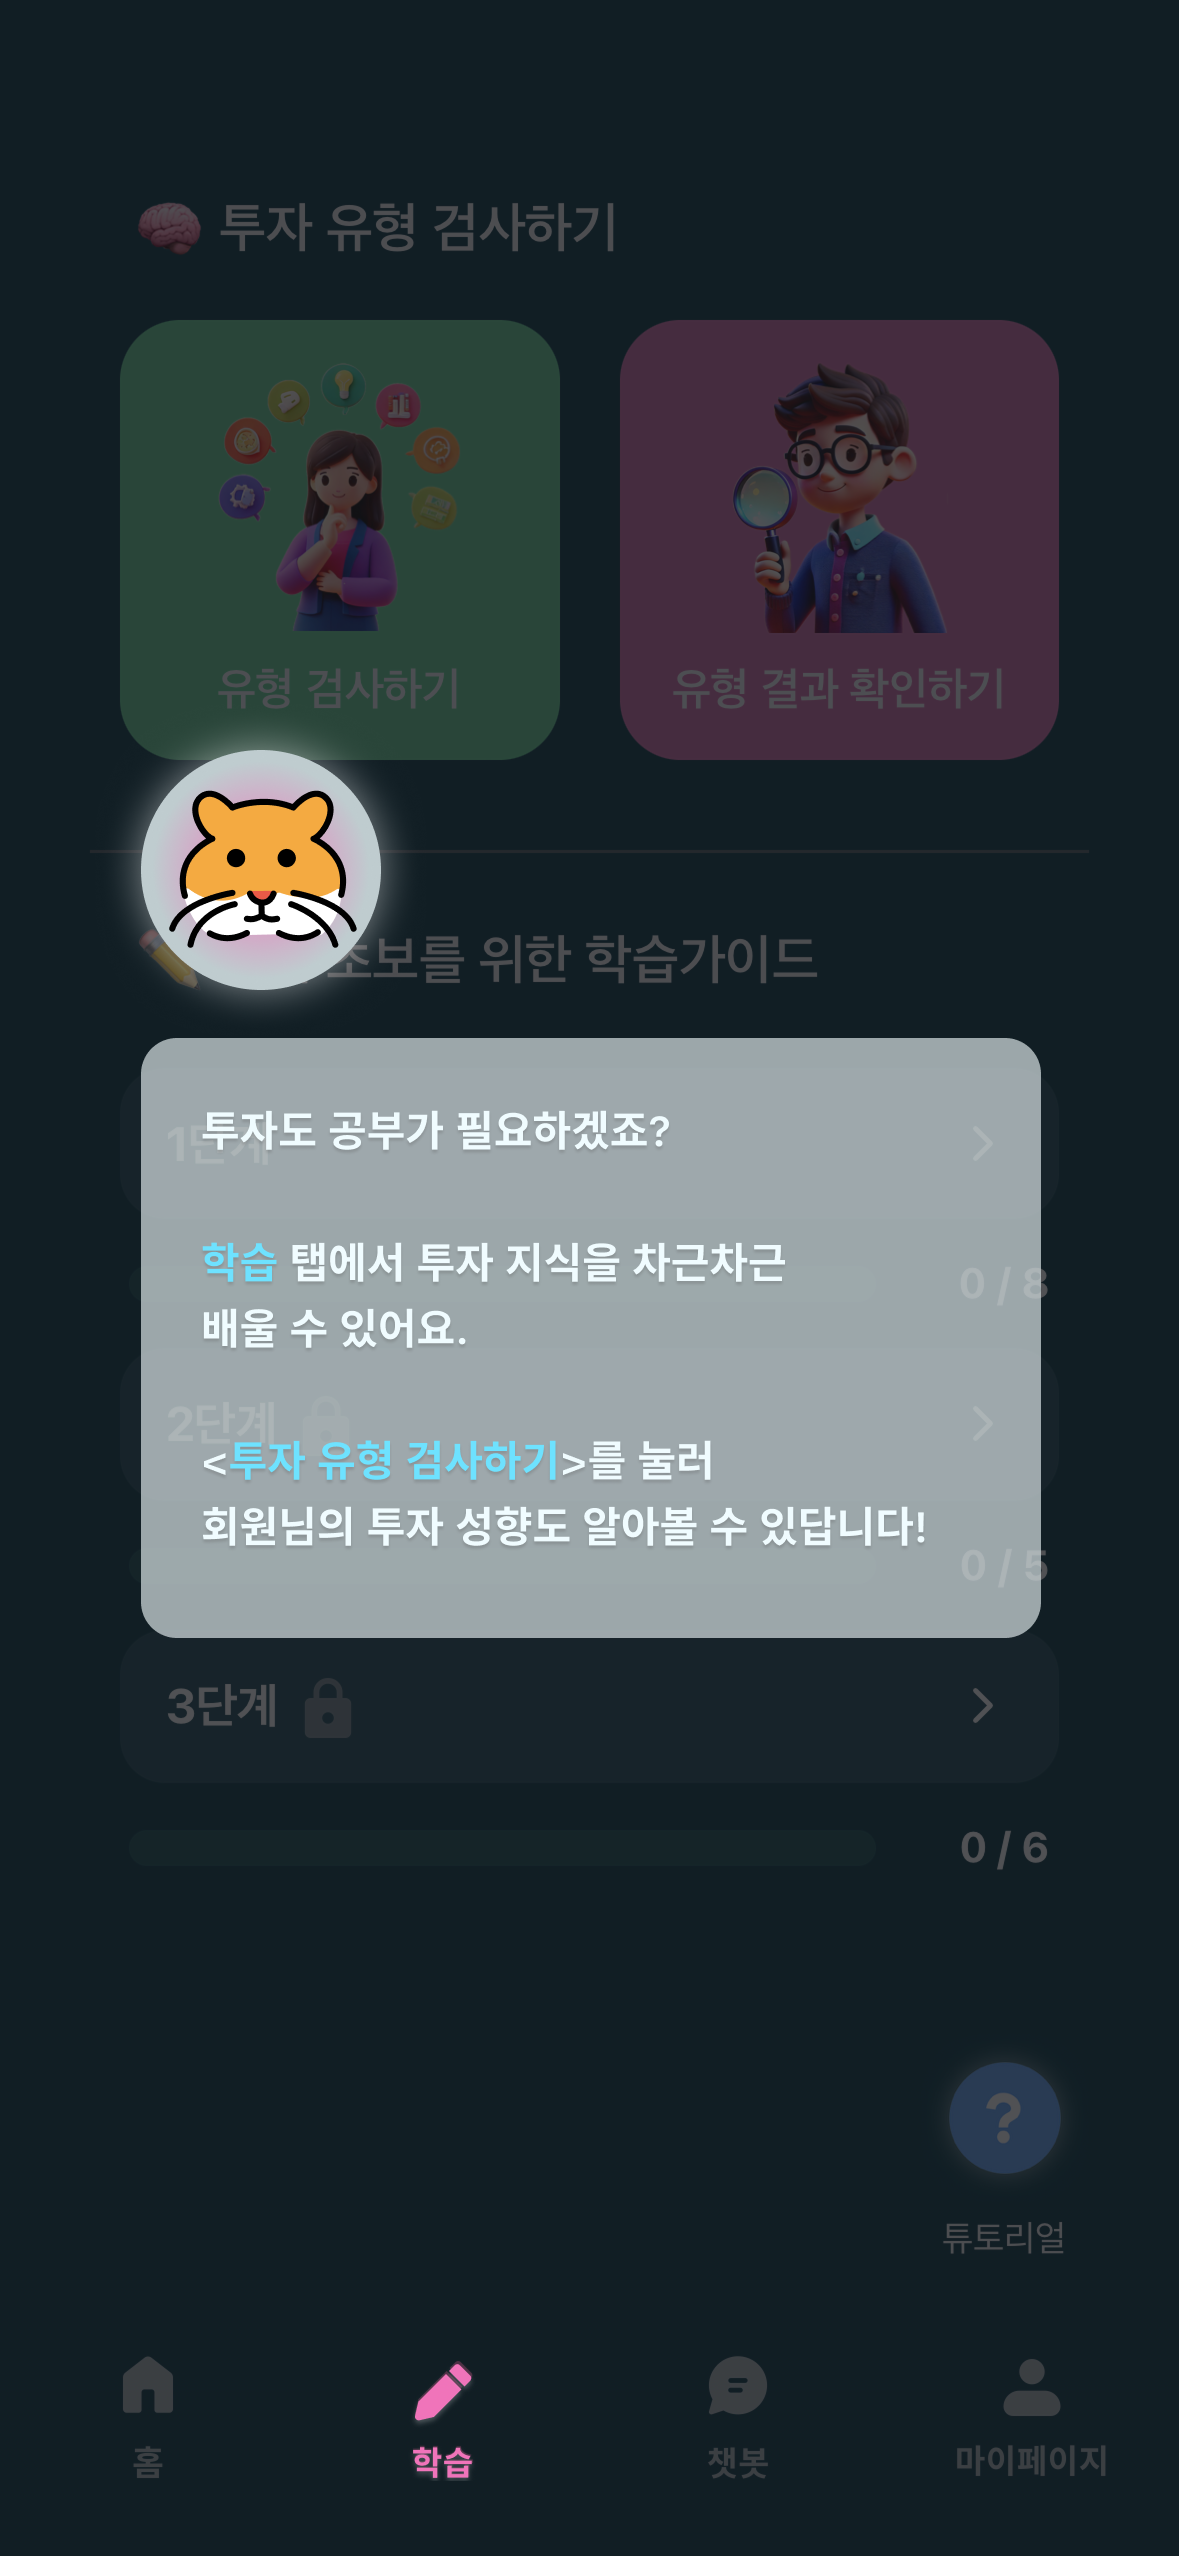 투자 유형 검사하기
유형 검사하기
유형 결과 확인하기
초보를 위한 학습가이드
투자도 공부가 필요하겠죠?
1단계
학습 탭에서 투자 지식을 차근차근
0 / 8
배울 수 있어요.
2단계
<투자 유형 검사하기>를 눌러
회원님의 투자 성향도 알아볼 수 있답니다!
0 / 5
3단계
0 / 6
?
튜토리얼
홈 학습 챗봇 마이페이지